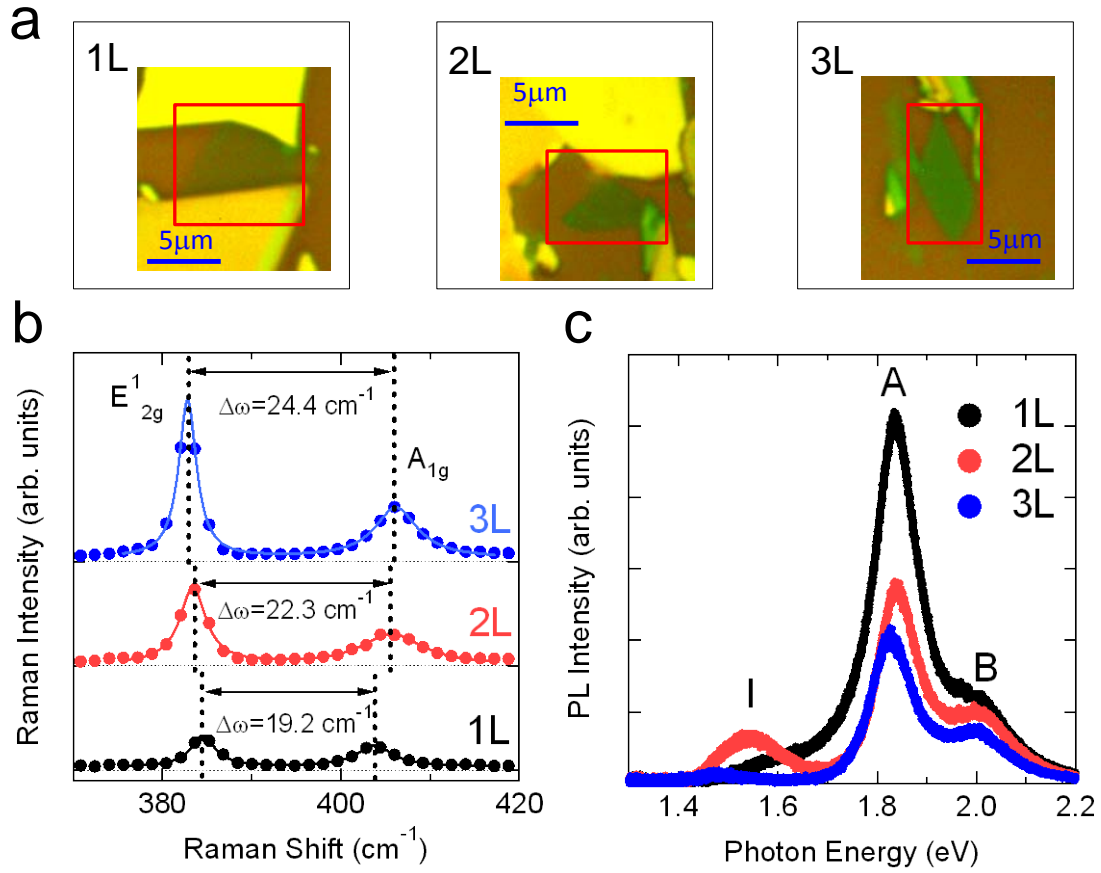 a
1L
5μm
2L
5μm
3L
5μm
b
E¹2g
Δω=24.4 cm⁻¹
A1g
3L
Δω=22.3 cm⁻¹
2L
Δω=19.2 cm⁻¹
1L
380
400
420
Raman Shift (cm⁻¹)
Raman Intensity (arb. units)
c
A
B
I
1L
2L
3L
1.4
1.6
1.8
2.0
2.2
Photon Energy (eV)
PL Intensity (arb. units)